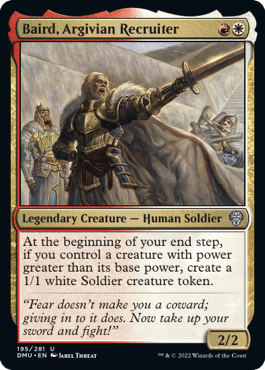 Baird, Argivian Recruiter
Legendary Creature — Human Soldier
At the beginning of your end step,
if you control a creature with
power greater than its base power, create a
1/1 white Soldier creature token.
“Fear doesn’t make you a coward;
giving in to it does. Now take up your
sword and fight!”
2/2
195/281 U
DMU • EN JAREL THREAT
™ & © 2022 Wizards of the Coast